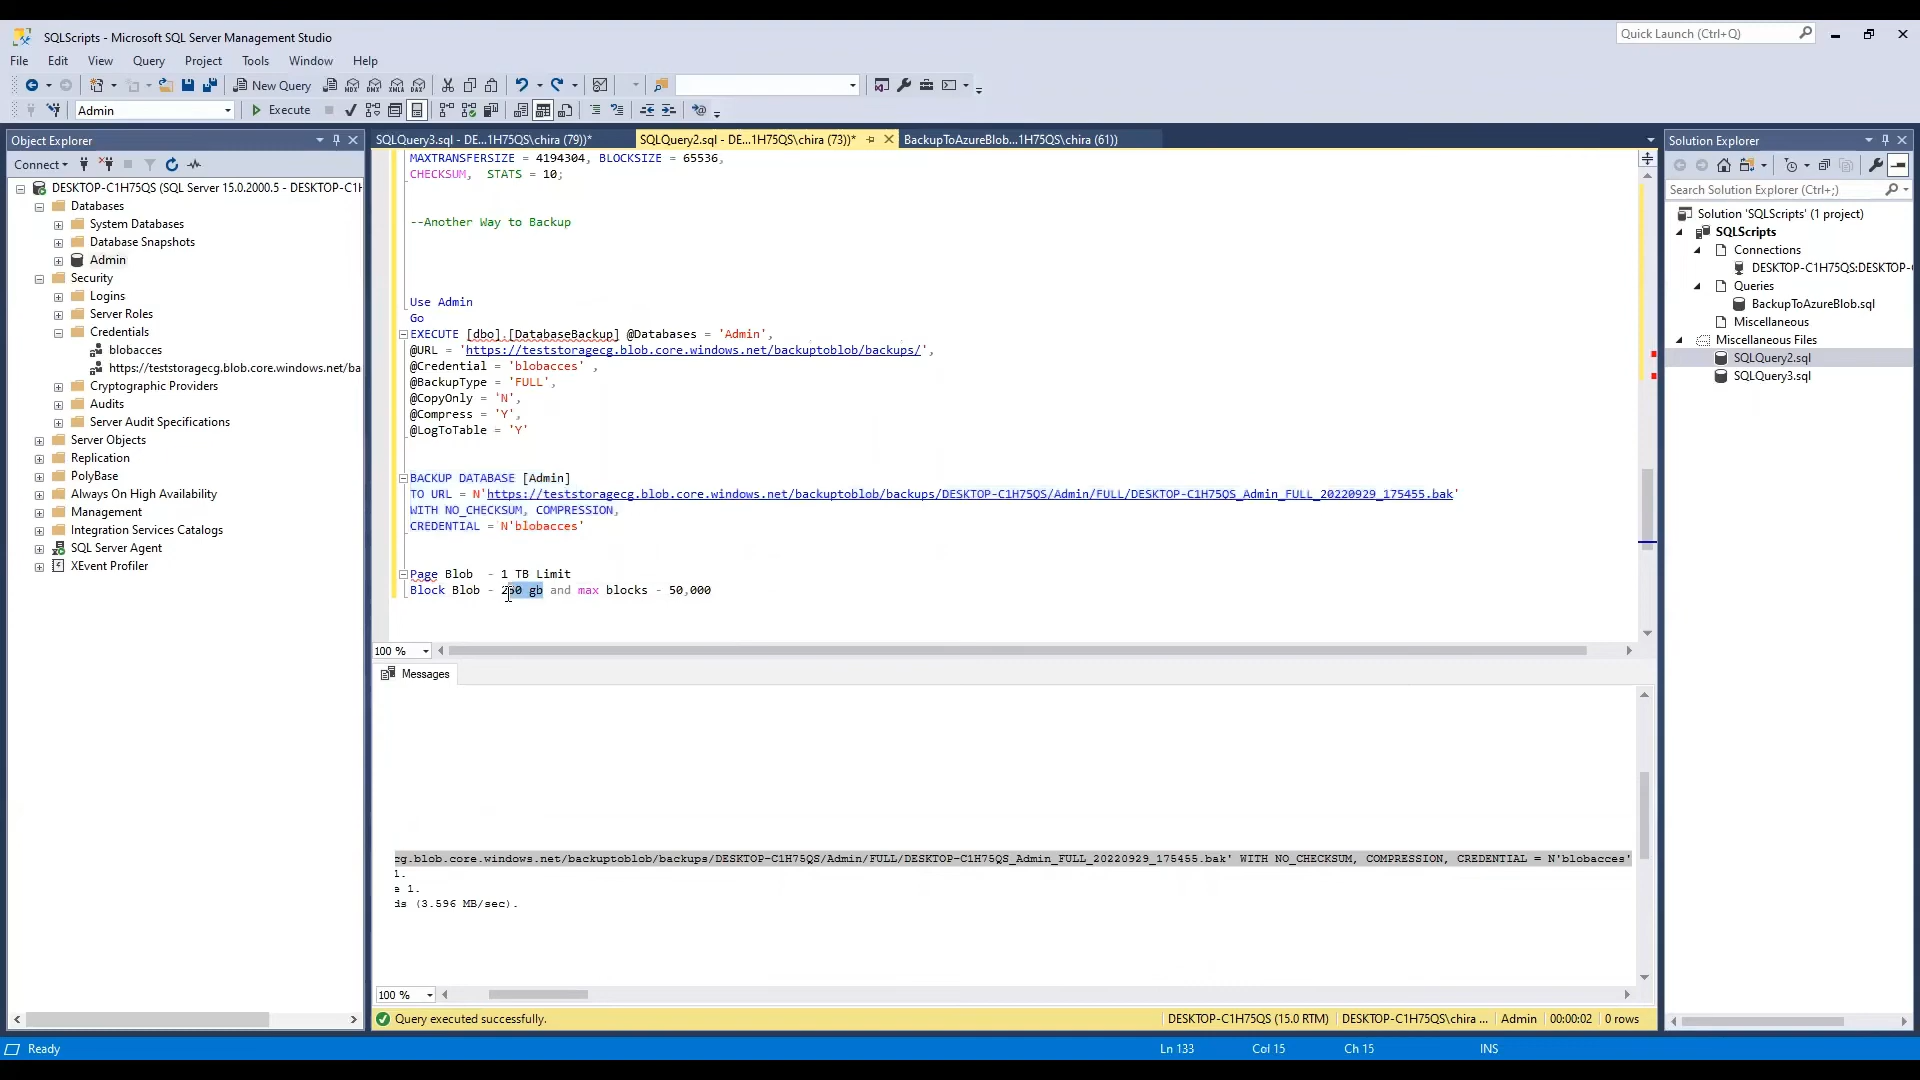 SQLScripts - Microsoft SQL Server Management Studio
Quick Launch (Ctrl+Q)
File Edit View Query Project Tools Window Help
New Query
Admin
Execute
Object Explorer
Connect
DESKTOP-C1H75QS (SQL Server 15.0.2000.5 - DESKTOP-C1H
Databases
System Databases
Database Snapshots
Admin
Security
Logins
Server Roles
Credentials
blobacces
https://teststoragecg.blob.core.windows.net/ba
Cryptographic Providers
Audits
Server Audit Specifications
Server Objects
Replication
PolyBase
Always On High Availability
Management
Integration Services Catalogs
SQL Server Agent
XEvent Profiler
SQLQuery3.sql - DE...1H75QS\chira (79))*
SQLQuery2.sql - DE...1H75QS\chira (73))*
BackupToAzureBlob...1H75QS\chira (61))
MAXTRANSFERSIZE = 4194304, BLOCKSIZE = 65536,
CHECKSUM, STATS = 10;
--Another Way to Backup
Use Admin
Go
EXECUTE [dbo].[DatabaseBackup] @Databases = 'Admin',
@URL = 'https://teststoragecg.blob.core.windows.net/backuptoblob/backups/',
@Credential = 'blobacces' ,
@BackupType = 'FULL',
@CopyOnly = 'N',
@Compress = 'Y',
@LogToTable = 'Y'
BACKUP DATABASE [Admin]
TO URL = N'https://teststoragecg.blob.core.windows.net/backuptoblob/backups/DESKTOP-C1H75QS/Admin/FULL/DESKTOP-C1H75QS_Admin_FULL_20220929_175455.bak'
WITH NO_CHECKSUM, COMPRESSION,
CREDENTIAL = N'blobacces'
Page Blob - 1 TB Limit
Block Blob - 250 gb and max blocks - 50,000
100 %
Messages
cg.blob.core.windows.net/backuptoblob/backups/DESKTOP-C1H75QS/Admin/FULL/DESKTOP-C1H75QS_Admin_FULL_20220929_175455.bak' WITH NO_CHECKSUM, COMPRESSION, CREDENTIAL = N'blobacces'
1.
e 1.
ds (3.596 MB/sec).
100 %
Query executed successfully.
DESKTOP-C1H75QS (15.0 RTM)
DESKTOP-C1H75QS\chira ...
Admin
00:00:02
0 rows
Solution Explorer
Search Solution Explorer (Ctrl+;)
Solution 'SQLScripts' (1 project)
SQLScripts
Connections
DESKTOP-C1H75QS:DESKTOP-
Queries
BackupToAzureBlob.sql
Miscellaneous
Miscellaneous Files
SQLQuery2.sql
SQLQuery3.sql
Ready
Ln 133
Col 15
Ch 15
INS